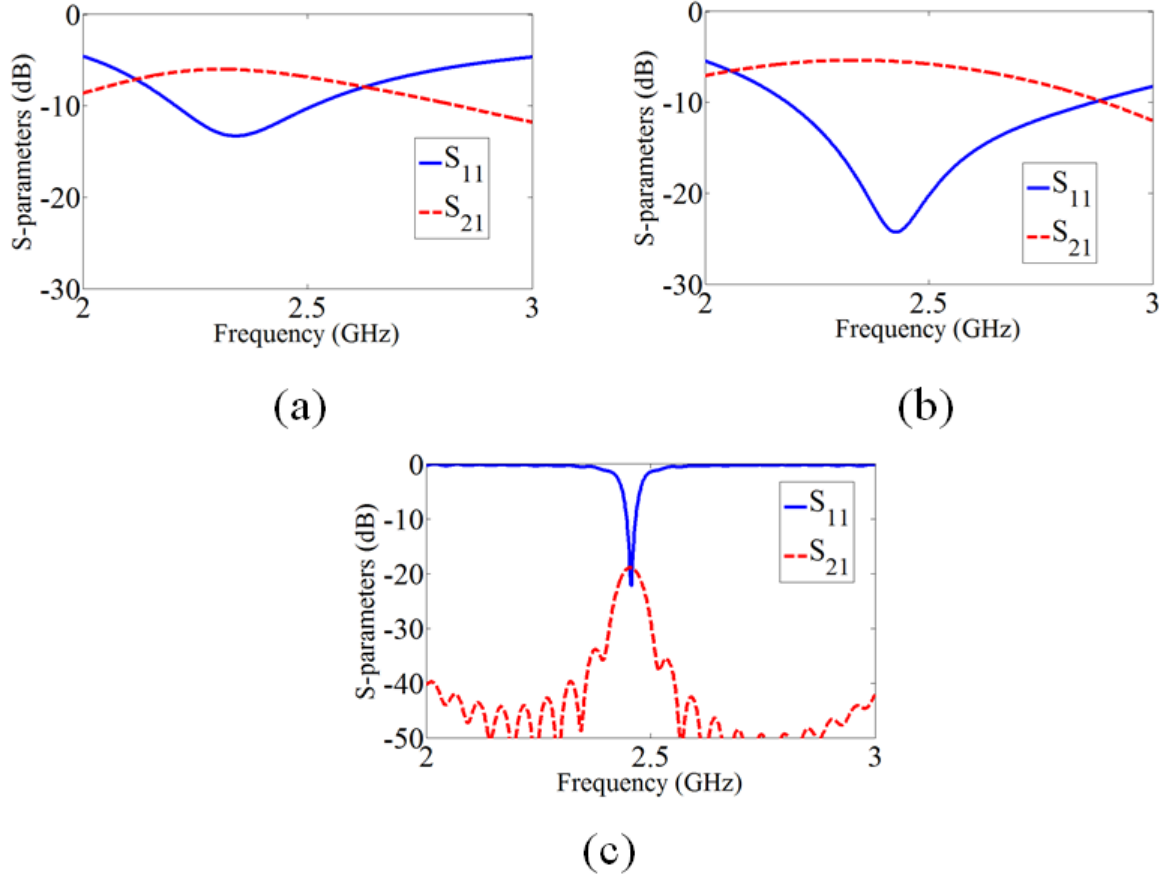 0
-10
-20
-30
S-parameters (dB)
2
2.5
3
Frequency (GHz)
S11
S21
(a)
0
-10
-20
-30
S-parameters (dB)
2
2.5
3
Frequency (GHz)
S11
S21
(b)
0
-10
-20
-30
-40
-50
S-parameters (dB)
2
2.5
3
Frequency (GHz)
S11
S21
(c)